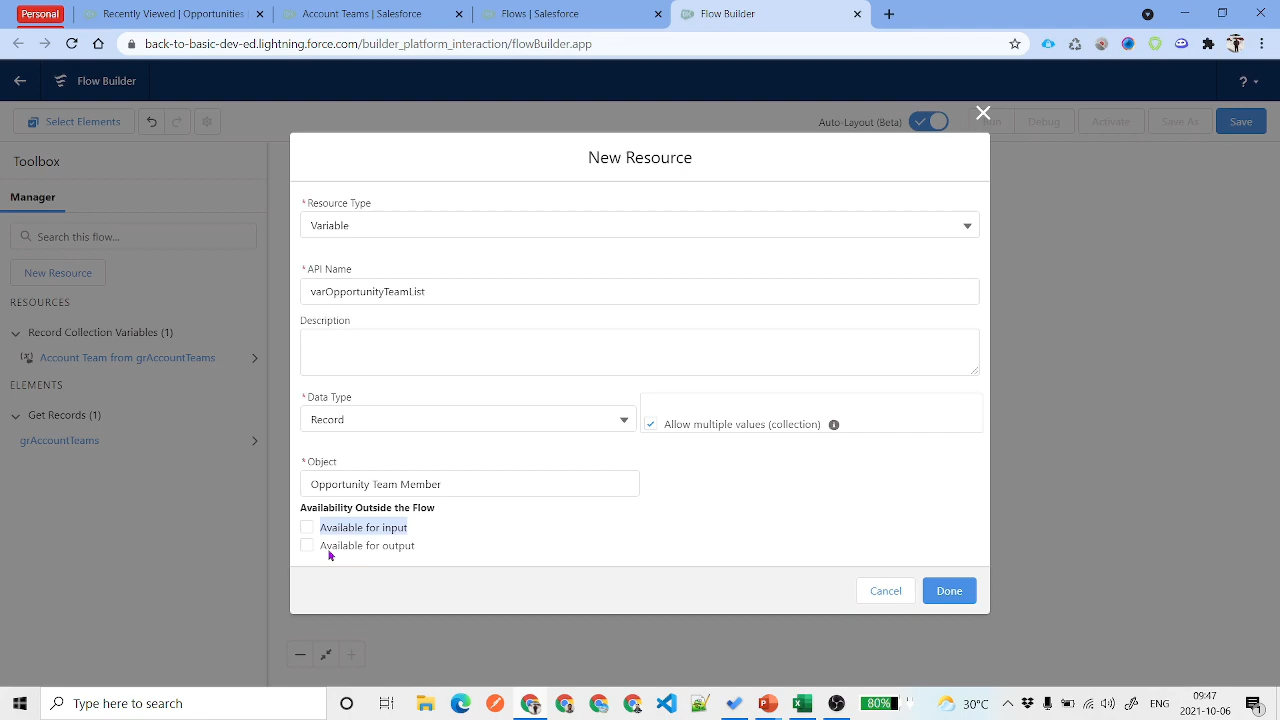 Personal
Recently Viewed | Opportunities
Account Teams | Salesforce
Flows | Salesforce
Flow Builder
back-to-basic-dev-ed.lightning.force.com/builder_platform_interaction/flowBuilder.app
Flow Builder
?
Select Elements
Auto-Layout (Beta)
Run
Debug
Activate
Save As
Save
Toolbox
Manager
Search this flow...
New Resource
RESOURCES
Record Collection Variables (1)
Account Team from grAccountTeams
ELEMENTS
Get Records (1)
grAccountTeams
New Resource
* Resource Type
Variable
* API Name
varOpportunityTeamList
Description
* Data Type
Record
Allow multiple values (collection)
* Object
Opportunity Team Member
Availability Outside the Flow
Available for input
Available for output
Cancel
Done
Type here to search
80%
30°C
ENG
09:47
2021-10-06
1